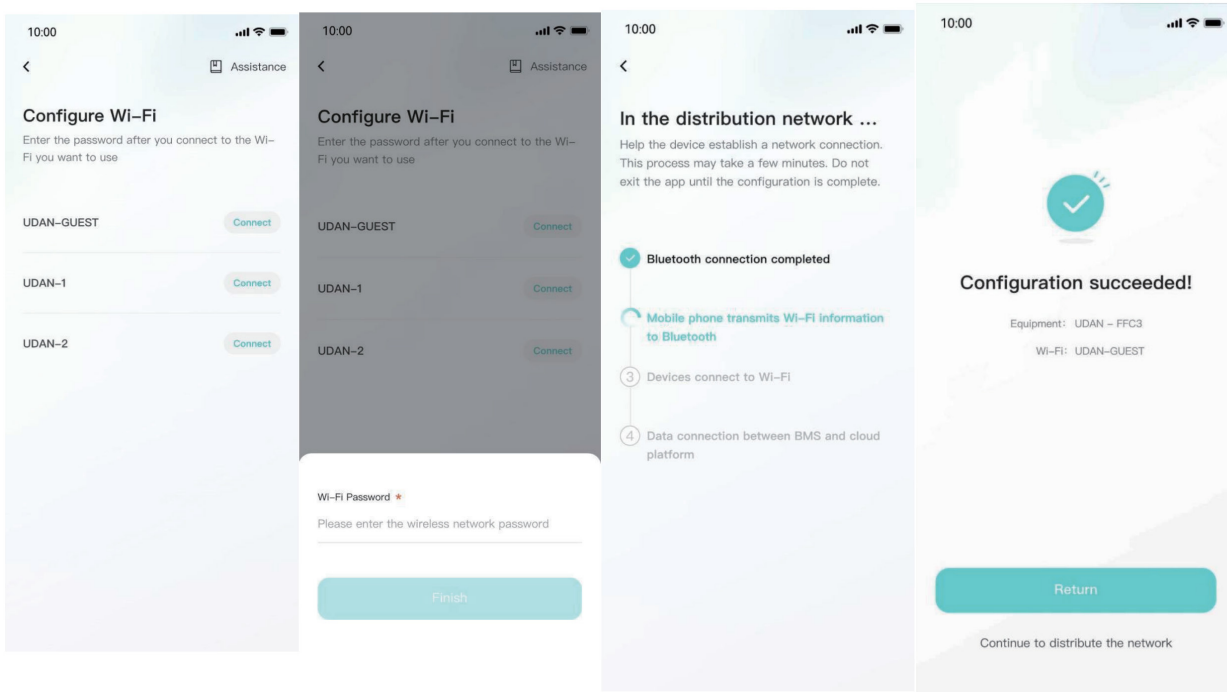 10:00
Assistance
Configure Wi-Fi
Enter the password after you connect to the Wi-
Fi you want to use
UDAN-GUEST
Connect
UDAN-1
Connect
UDAN-2
Connect
10:00
Assistance
Configure Wi-Fi
Enter the password after you connect to the Wi-
Fi you want to use
UDAN-GUEST
Connect
UDAN-1
Connect
UDAN-2
Connect
Wi-Fi Password *
Please enter the wireless network password
Finish
10:00
In the distribution network ...
Help the device establish a network connection.
This process may take a few minutes. Do not
exit the app until the configuration is complete.
Bluetooth connection completed
Mobile phone transmits Wi-Fi information
to Bluetooth
3 Devices connect to Wi-Fi
4 Data connection between BMS and cloud
platform
10:00
Configuration succeeded!
Equipment: UDAN - FFC3
Wi-Fi: UDAN-GUEST
Return
Continue to distribute the network